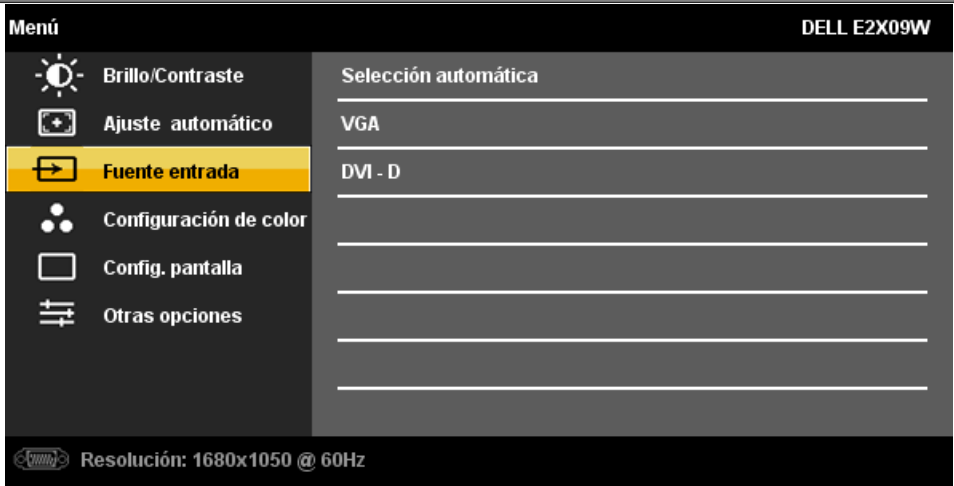 Menú DELL E2X09W
Brillo/Contraste Selección automática
Ajuste automático VGA
Fuente entrada DVI - D
Configuración de color
Config. pantalla
Otras opciones
Resolución: 1680x1050 @ 60Hz